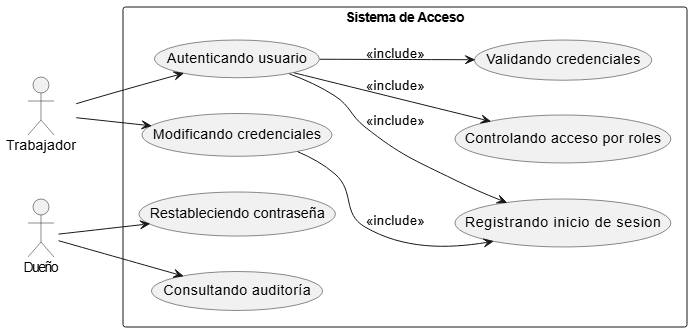 Sistema de Acceso
Autenticando usuario
«include»
Validando credenciales
«include»
«include»
Controlando acceso por roles
Trabajador
Modificando credenciales
Restableciendo contraseña
«include»
Registrando inicio de sesion
Dueño
Consultando auditoría